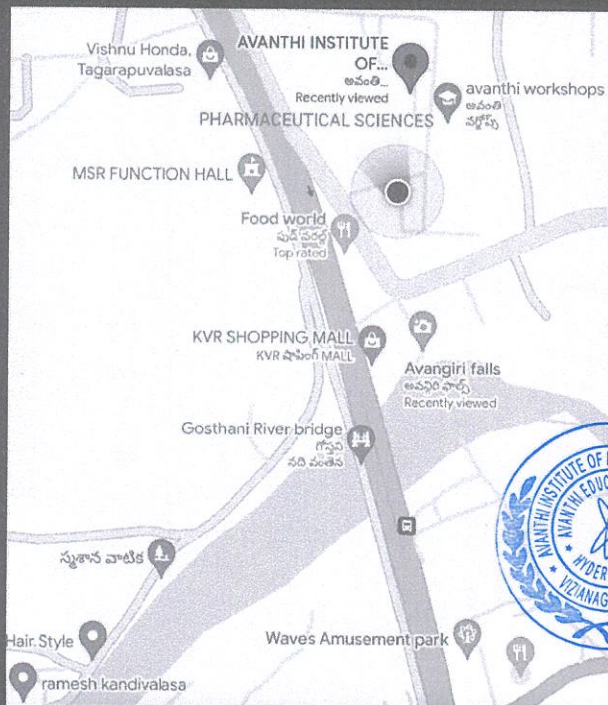 Vishnu Honda,
Tagarapuvalasa
AVANTHI INSTITUTE
OF...
అవంతి...
Recently viewed
avanthi workshops
అవంతి
వర్క్షాప్స్
PHARMACEUTICAL SCIENCES
MSR FUNCTION HALL
Food world
ఫుడ్ వరల్డ్
Top rated
KVR SHOPPING MALL
KVR షాపింగ్ MALL
Avangiri falls
అవన్గిరి ఫాల్స్
Recently viewed
Gosthani River bridge
గోస్తని
నది వంతెన
AVANTHI INSTITUTE OF
AVANTHI EDUC
HYDER
VIZIANAG
స్మశాన వాటిక
Hair Style
Waves Amusement park
ramesh kandivalasa